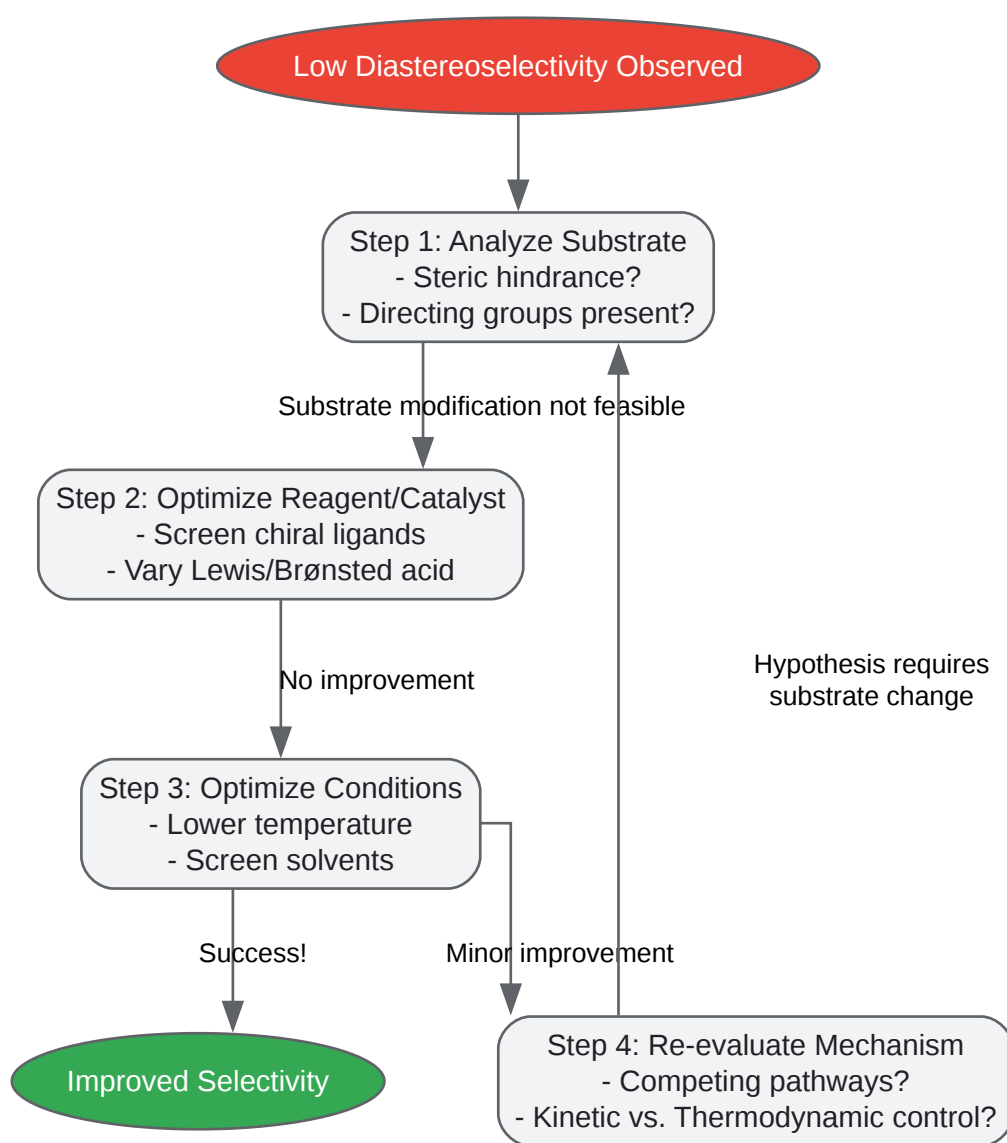 Low Diastereoselectivity Observed
Step 1: Analyze Substrate
- Steric hindrance?
- Directing groups present?
Substrate modification not feasible
Step 2: Optimize Reagent/Catalyst
- Screen chiral ligands
- Vary Lewis/Brønsted acid
No improvement
Hypothesis requires
substrate change
Step 3: Optimize Conditions
- Lower temperature
- Screen solvents
Success!
Minor improvement
Improved Selectivity
Step 4: Re-evaluate Mechanism
- Competing pathways?
- Kinetic vs. Thermodynamic control?